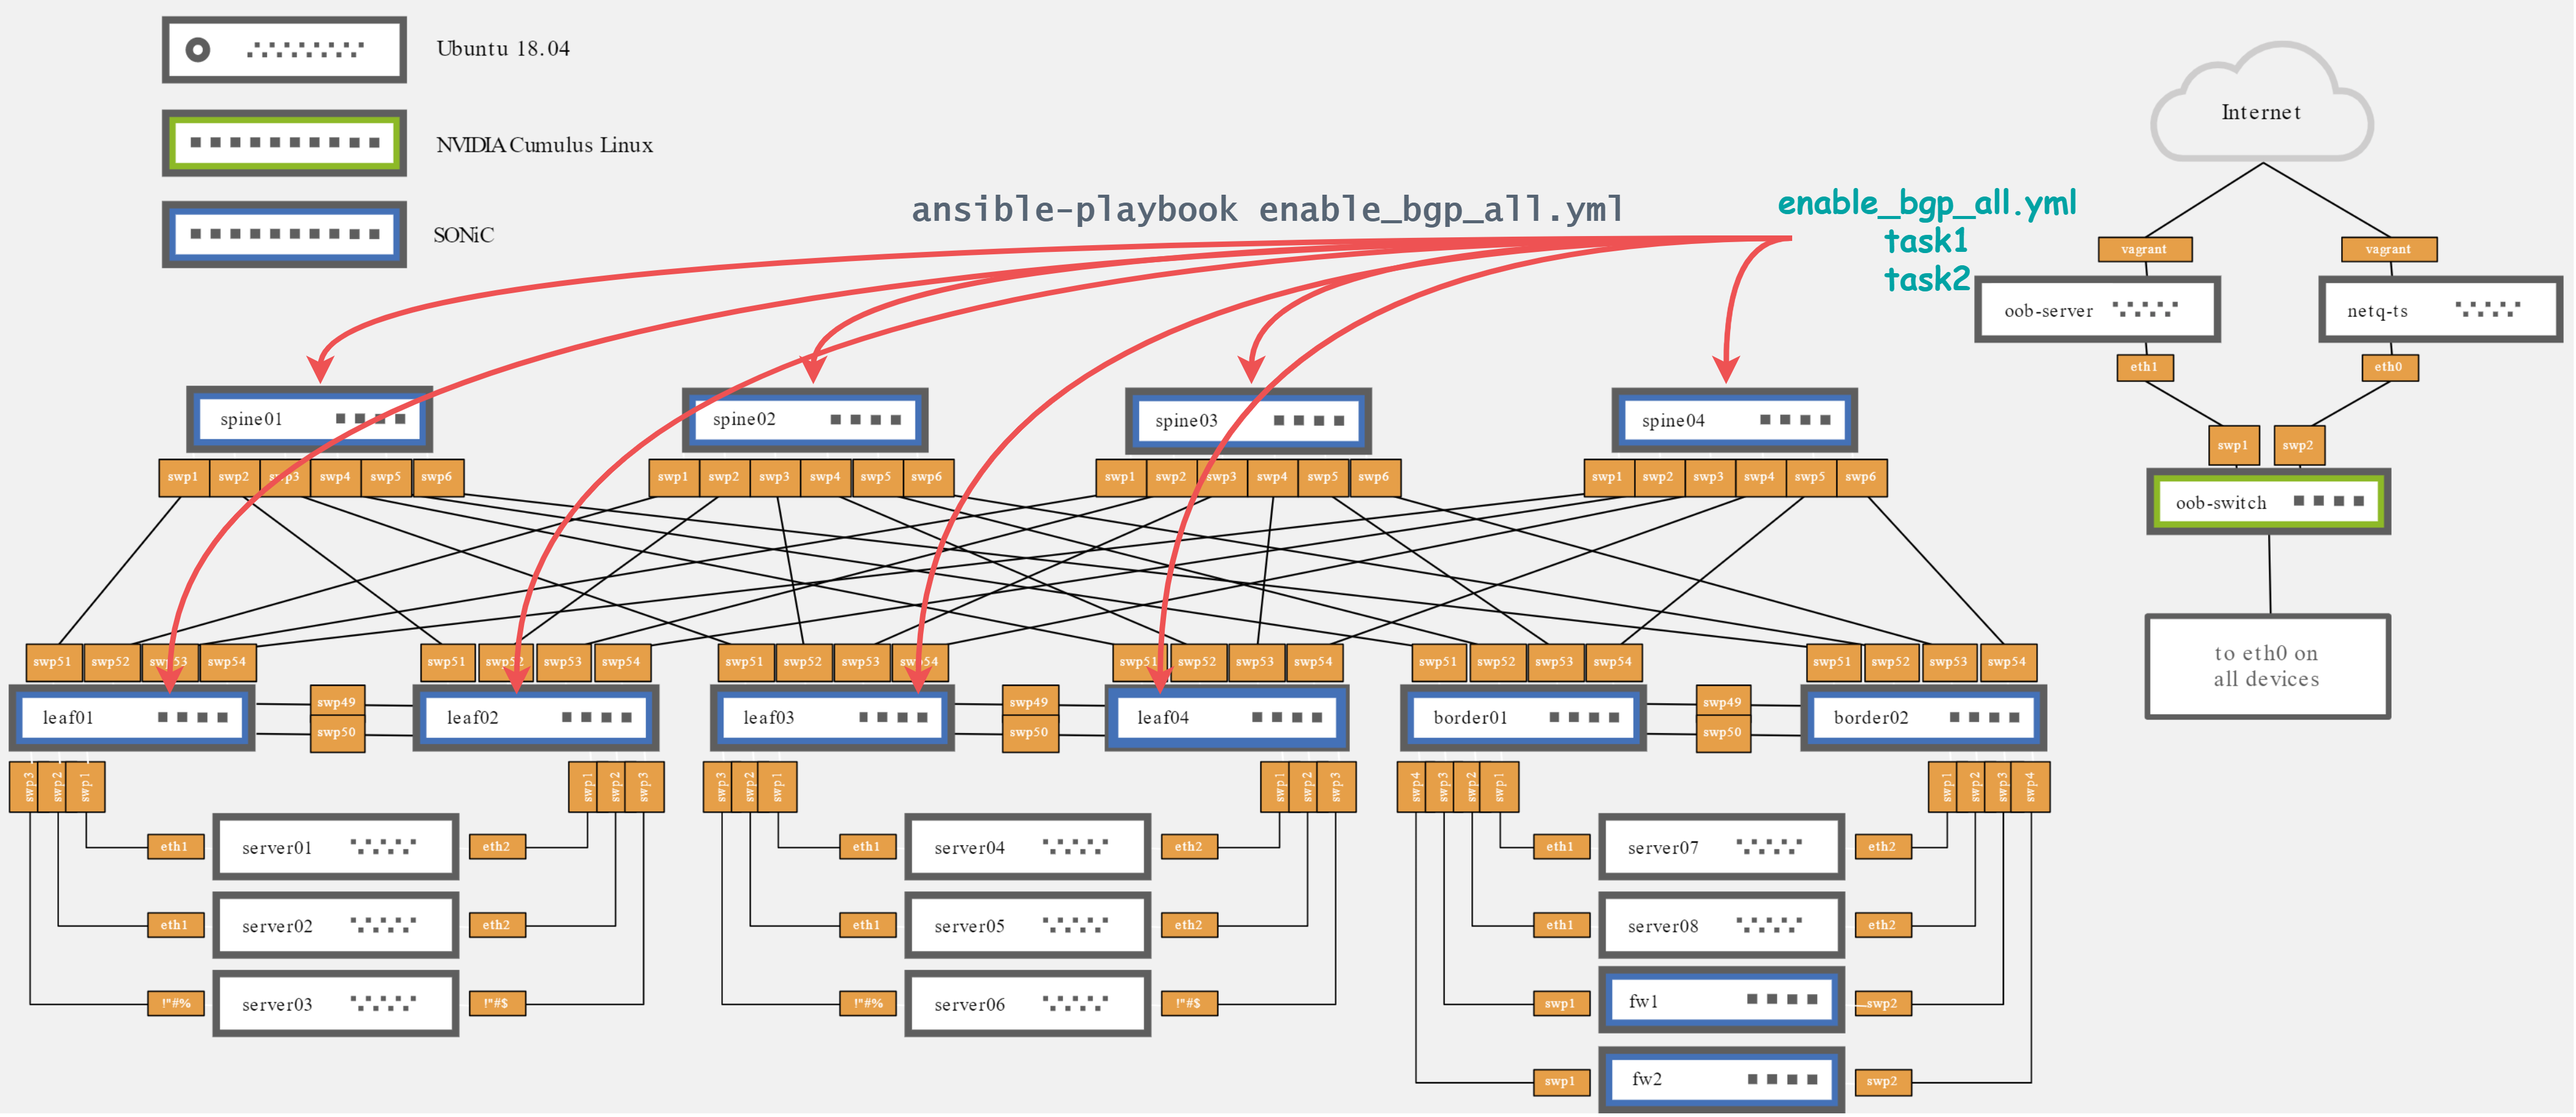 Ubuntu 18.04
NVIDIA Cumulus Linux
SONiC
ansible-playbook enable_bgp_all.yml
enable_bgp_all.yml
task1
task2
Internet
vagrant vagrant
oob-server netq-ts
eth1 eth0
swp1 swp2
oob-switch
to eth0 on
all devices
spine01 spine02 spine03 spine04
swp1 swp2 swp3 swp4 swp5 swp6 swp1 swp2 swp3 swp4 swp5 swp6 swp1 swp2 swp3 swp4 swp5 swp6 swp1 swp2 swp3 swp4 swp5 swp6
swp51 swp52 swp53 swp54 swp51 swp52 swp53 swp54 swp51 swp52 swp53 swp54 swp51 swp52 swp53 swp54 swp51 swp52 swp53 swp54 swp51 swp52 swp53 swp54
swp49 swp49 swp49
leaf01 leaf02 leaf03 leaf04 border01 border02
swp50 swp50 swp50
swp3 swp2 swp1 swp1 swp2 swp3 swp3 swp2 swp1 swp1 swp2 swp3 swp4 swp3 swp2 swp1 swp1 swp2 swp3 swp4
eth1 server01 eth2 eth1 server04 eth2 eth1 server07 eth2
eth1 server02 eth2 eth1 server05 eth2 eth1 server08 eth2
!"#% server03 !"#$ !"#% server06 !"#$ swp1 fw1 swp2
swp1 fw2 swp2